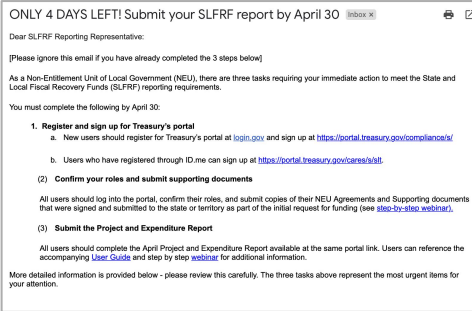 ONLY 4 DAYS LEFT! Submit your SLFRF report by April 30 Inbox ×
Dear SLFRF Reporting Representative:
[Please ignore this email if you have already completed the 3 steps below]
As a Non-Entitlement Unit of Local Government (NEU), there are three tasks requiring your immediate action to meet the State and
Local Fiscal Recovery Funds (SLFRF) reporting requirements.
You must complete the following by April 30:
1. Register and sign up for Treasury's portal
a. New users should register for Treasury's portal at login.gov and sign up at https://portal.treasury.gov/compliance/s/
b. Users who have registered through ID.me can sign up at https://portal.treasury.gov/cares/s/slt.
(2) Confirm your roles and submit supporting documents
All users should log into the portal, confirm their roles, and submit copies of their NEU Agreements and Supporting documents
that were signed and submitted to the state or territory as part of the initial request for funding (see step-by-step webinar).
(3) Submit the Project and Expenditure Report
All users should complete the April Project and Expenditure Report available at the same portal link. Users can reference the
accompanying User Guide and step by step webinar for additional information.
More detailed information is provided below - please review this carefully. The three tasks above represent the most urgent items for
your attention.